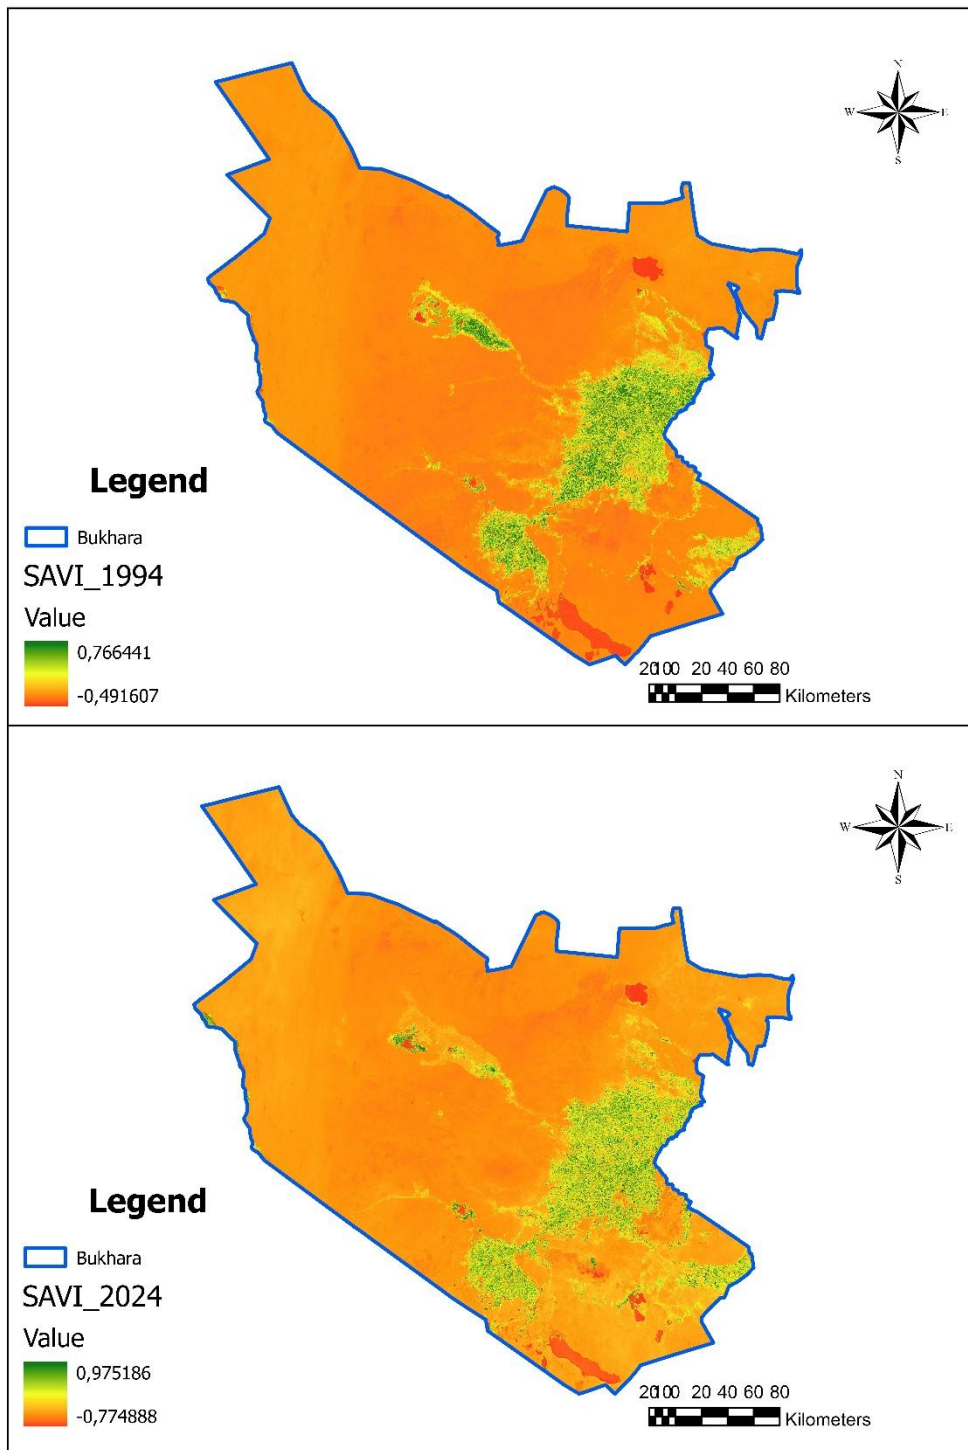 N
W E
S
Legend
Bukhara
SAVI_1994
Value
0,766441
-0,491607
20100 20 40 60 80
Kilometers
N
W E
S
Legend
Bukhara
SAVI_2024
Value
0,975186
-0,774888
20100 20 40 60 80
Kilometers